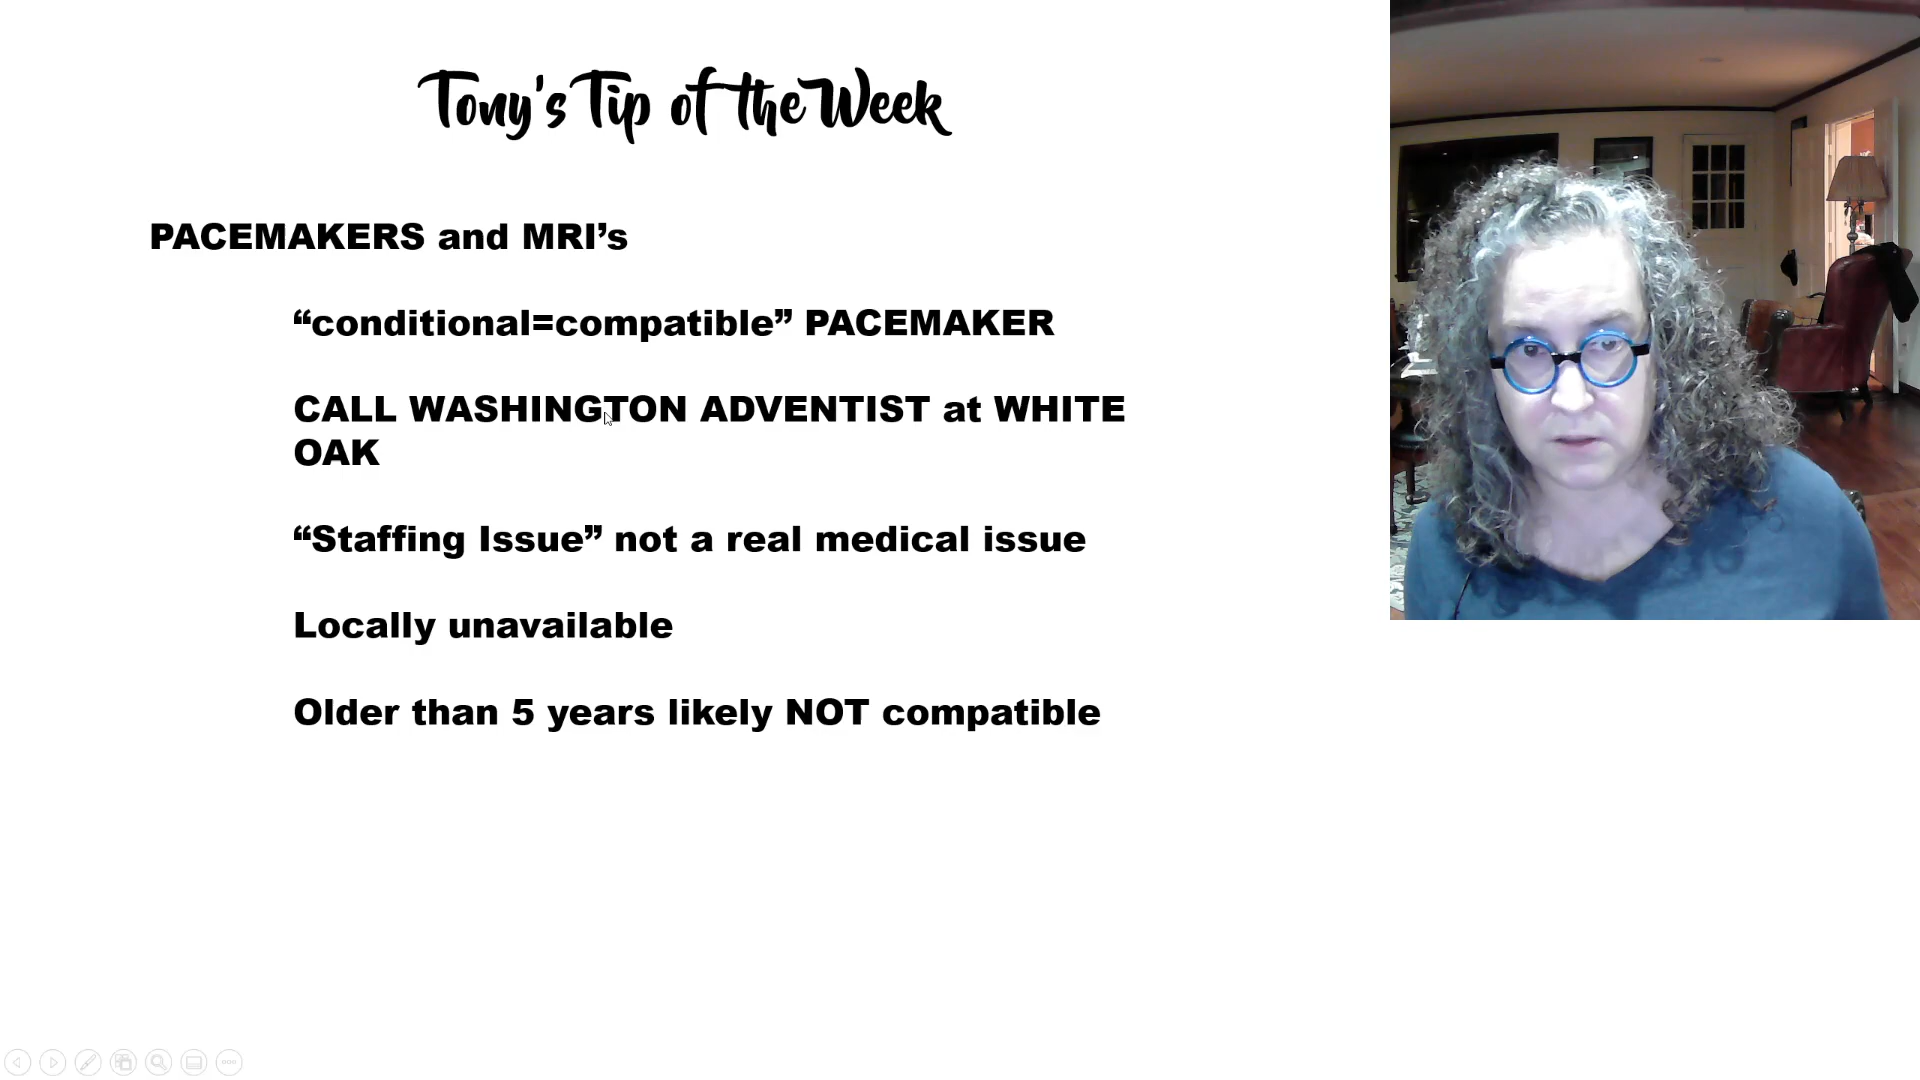 Tony's Tip of the Week
PACEMAKERS and MRI’s
“conditional=compatible” PACEMAKER
CALL WASHINGTON ADVENTIST at WHITE
OAK
“Staffing Issue” not a real medical issue
Locally unavailable
Older than 5 years likely NOT compatible